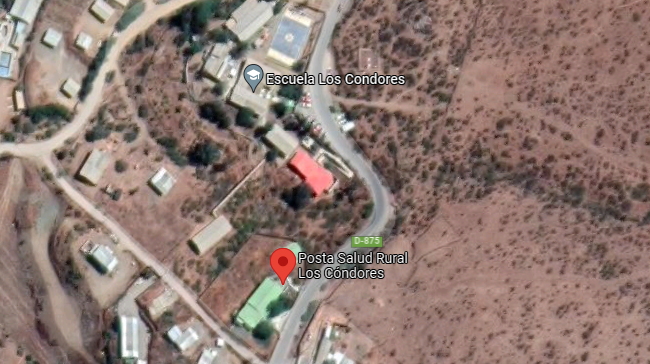 Escuela Los Condores
D-875
Posta Salud Rural
Los Cóndores